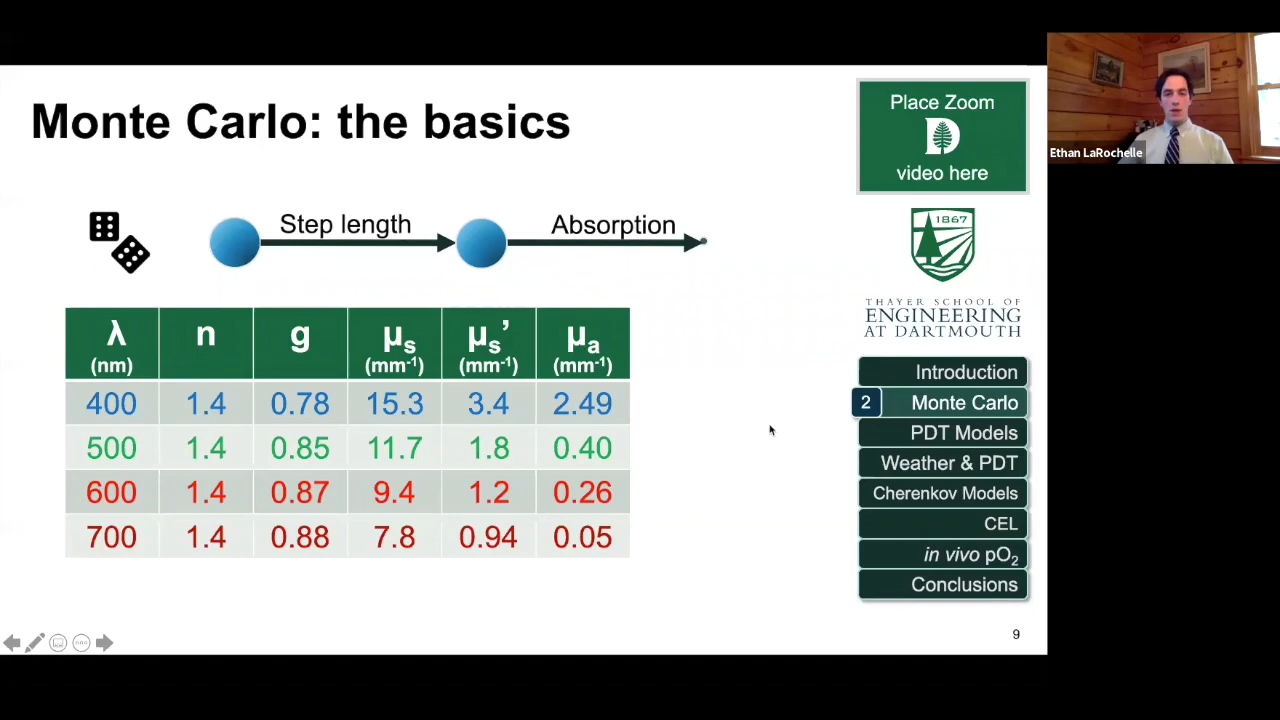 Monte Carlo: the basics
Step length
Absorption
λ (nm) n g μs (mm-1) μs’ (mm-1) μa (mm-1)
400 1.4 0.78 15.3 3.4 2.49
500 1.4 0.85 11.7 1.8 0.40
600 1.4 0.87 9.4 1.2 0.26
700 1.4 0.88 7.8 0.94 0.05
Place Zoom
D
video here
1867
THAYER SCHOOL OF
ENGINEERING
AT DARTMOUTH
Introduction
2 Monte Carlo
PDT Models
Weather & PDT
Cherenkov Models
CEL
in vivo pO2
Conclusions
9
Ethan LaRochelle